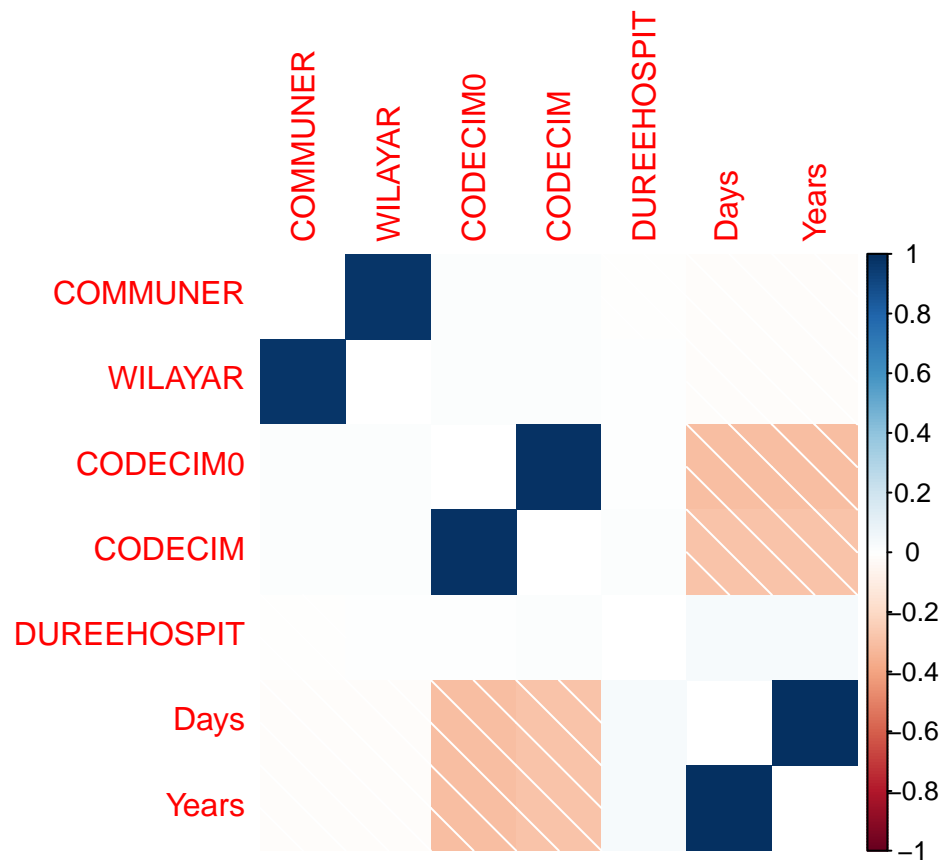 COMMUNER
WILAYAR
CODECIM0
CODECIM
DUREEHOSPIT
Days
Years
COMMUNER
WILAYAR
CODECIM0
CODECIM
DUREEHOSPIT
Days
Years
1
0.8
0.6
0.4
0.2
0
−0.2
−0.4
−0.6
−0.8
−1